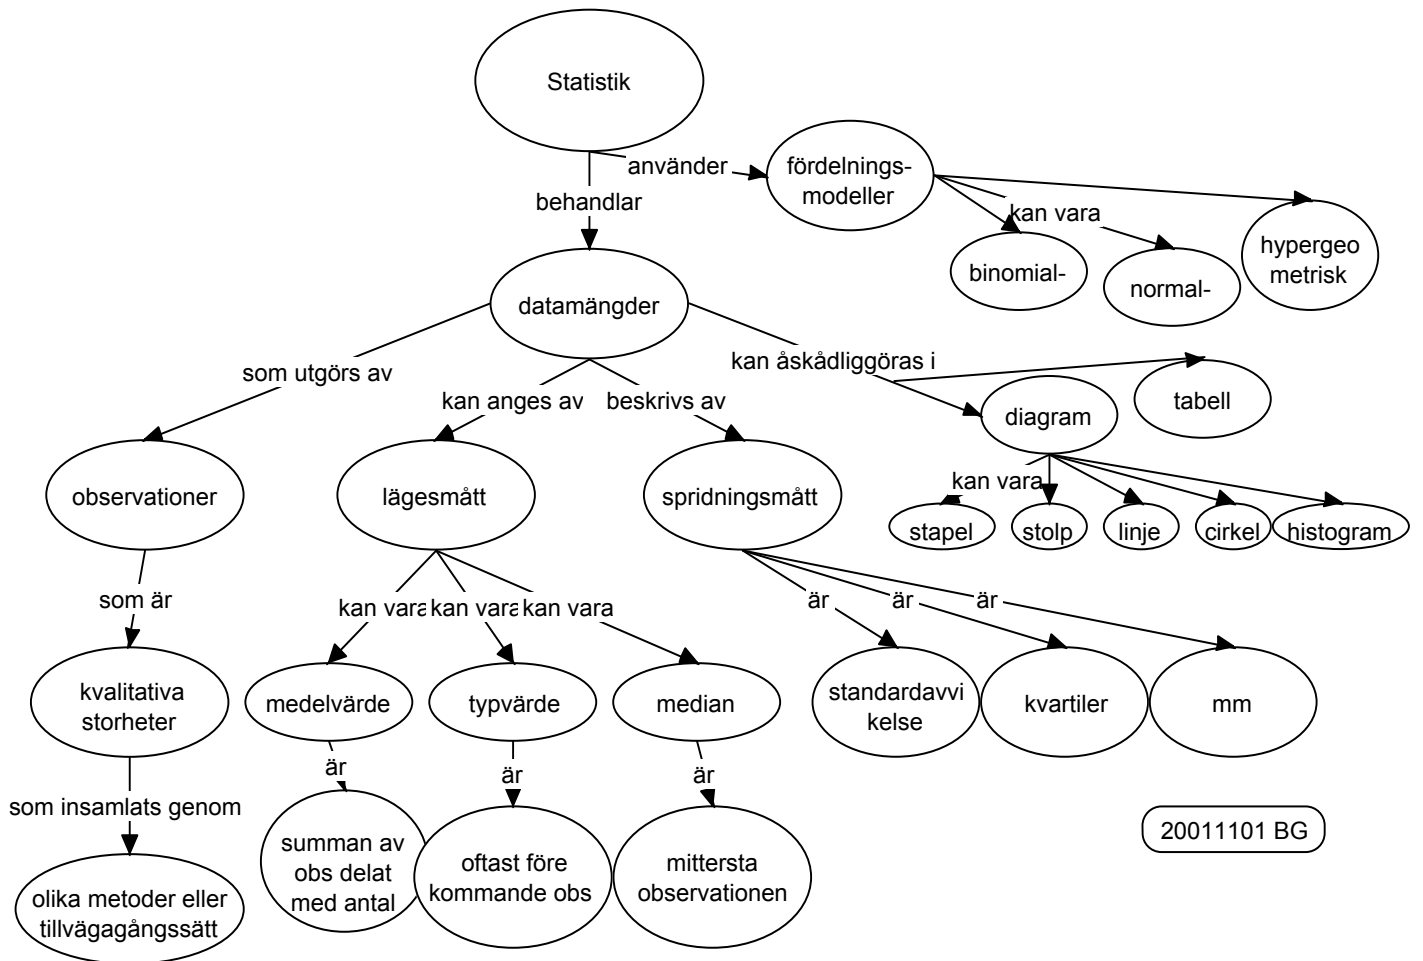 Statistik
använder
fördelnings-
modeller
behandlar
kan vara
binomial-
normal-
hypergeo
metrisk
datamängder
som utgörs av
kan anges av
beskrivs av
kan åskådliggöras i
tabell
diagram
kan vara
stapel
stolp
linje
cirkel
histogram
observationer
lägesmått
spridningsmått
som är
kan vara
kan vara
kan vara
är
är
är
kvalitativa
storheter
medelvärde
typvärde
median
standardavvi
kelse
kvartiler
mm
som insamlats genom
är
är
är
olika metoder eller
tillvägagångssätt
summan av
obs delat
med antal
oftast före
kommande obs
mittersta
observationen
20011101 BG